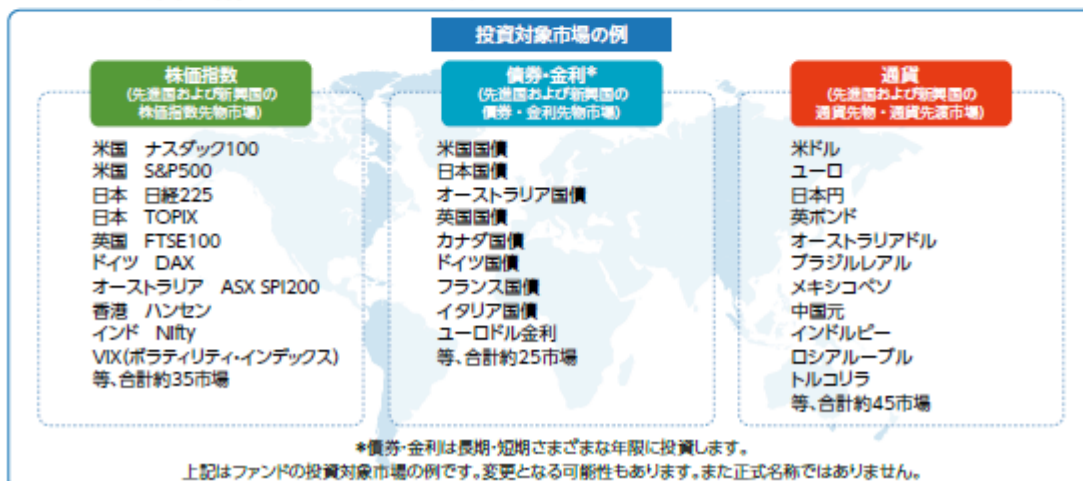 投資対象市場の例
株価指数
(先進国および新興国の
株価指数先物市場)
米国 ナスダック100
米国 S&P500
日本 日経225
日本 TOPIX
英国 FTSE100
ドイツ DAX
オーストラリア ASX SPI200
香港 ハンセン
インド Nifty
VIX(ボラティリティ・インデックス)
等、合計約35市場
債券・金利*
(先進国および新興国の
債券・金利先物市場)
米国国債
日本国債
オーストラリア国債
英国国債
カナダ国債
ドイツ国債
フランス国債
イタリア国債
ユーロドル金利
等、合計約25市場
通貨
(先進国および新興国の
通貨先物・通貨先渡市場)
米ドル
ユーロ
日本円
英ポンド
オーストラリアドル
ブラジルレアル
メキシコペソ
中国元
インドルピー
ロシアルーブル
トルコリラ
等、合計約45市場
*債券・金利は長期・短期さまざまな年限に投資します。
上記はファンドの投資対象市場の例です。変更となる可能性もあります。また正式名称ではありません。